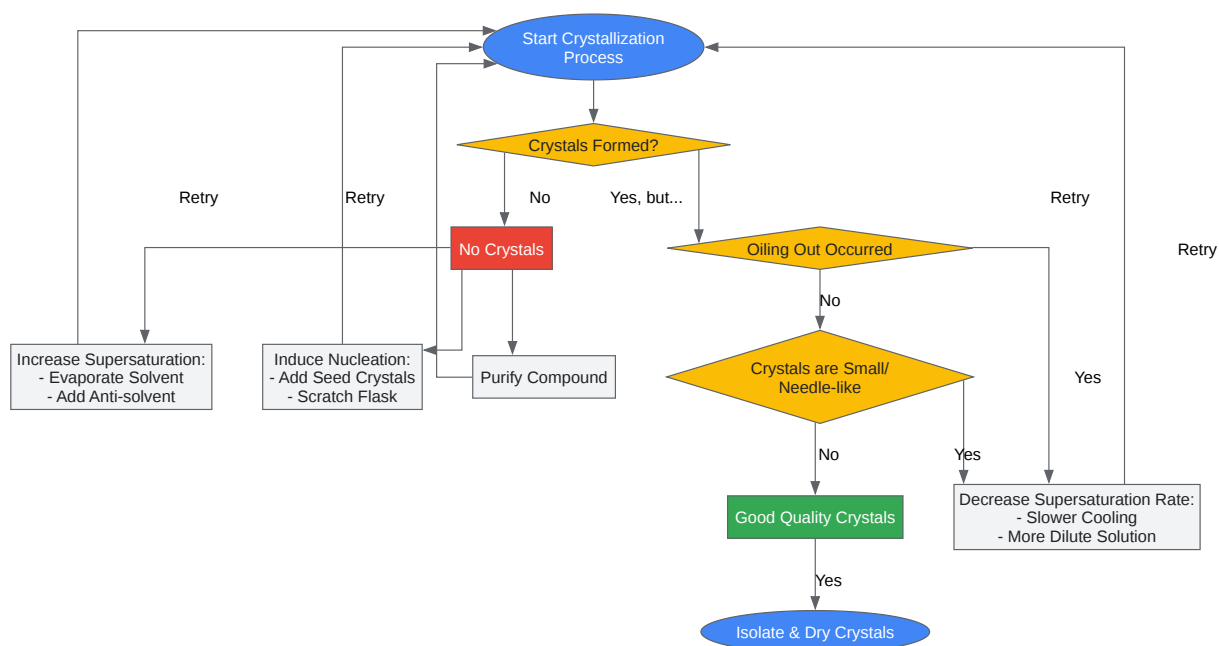 Start Crystallization
Process
Crystals Formed?
Retry
Retry
No
Yes, but...
Retry
No Crystals
Oiling Out Occurred
Retry
No
Increase Supersaturation:
- Evaporate Solvent
- Add Anti-solvent
Induce Nucleation:
- Add Seed Crystals
- Scratch Flask
Purify Compound
Crystals are Small/
Needle-like
Yes
No
Yes
Good Quality Crystals
Decrease Supersaturation Rate:
- Slower Cooling
- More Dilute Solution
Yes
Isolate & Dry Crystals